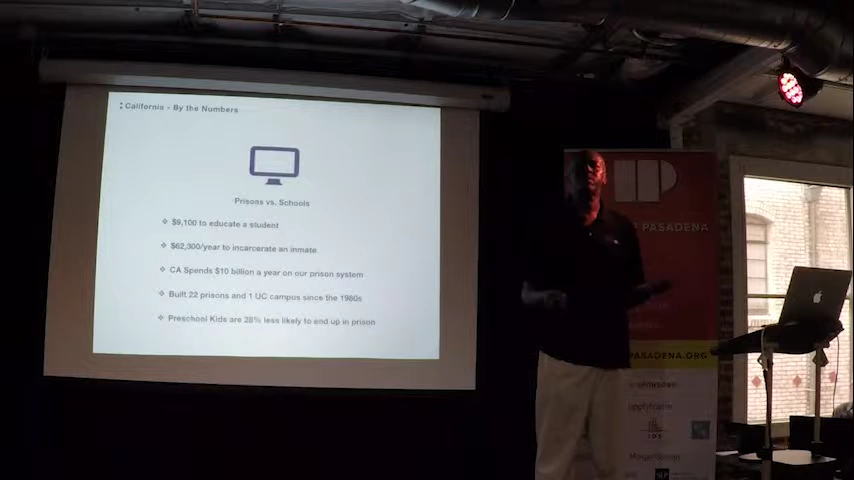 California - By the Numbers
Prisons vs. Schools
❖ $9,100 to educate a student
❖ $62,300/year to incarcerate an inmate
❖ CA Spends $10 billion a year on our prison system
❖ Built 22 prisons and 1 UC campus since the 1980s
❖ Preschool Kids are 28% less likely to end up in prison
PASADENA
PASADENA.ORG